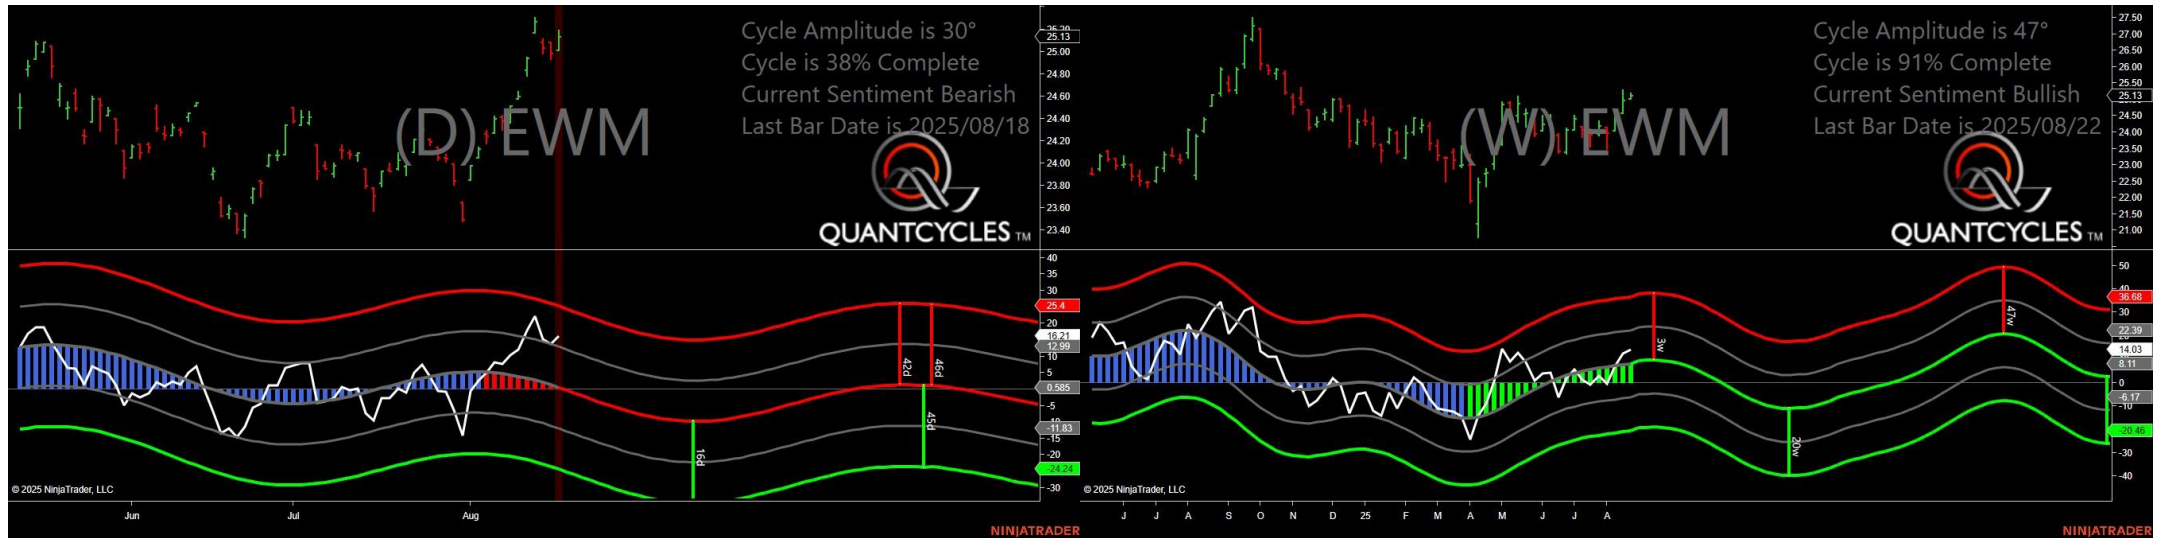 Cycle Amplitude is 30°
Cycle is 38% Complete
Current Sentiment Bearish
Last Bar Date is 2025/08/18
(D) EWM
QUANTCYCLES TM
25.20
25.13
25.00
24.80
24.60
24.40
24.20
24.00
23.80
23.60
23.40
40
35
30
25.4
20
16.21
12.99
10
5
0.585
-5
-11.83
-15
-20
-24.24
-30
42d
46d
45d
16d
© 2025 NinjaTrader, LLC
Jun
Jul
Aug
NINJATRADER
Cycle Amplitude is 47°
Cycle is 91% Complete
Current Sentiment Bullish
Last Bar Date is 2025/08/22
(W) EWM
QUANTCYCLES TM
27.50
27.00
26.50
26.00
25.50
25.13
24.50
24.00
23.50
23.00
22.50
22.00
21.50
21.00
50
36.68
30
22.39
14.03
8.11
0
-6.17
-10
-20.46
-30
-40
3w
47w
20w
© 2025 NinjaTrader, LLC
J
J
A
S
O
N
D
25
F
M
A
M
J
J
A
NINJATRADER